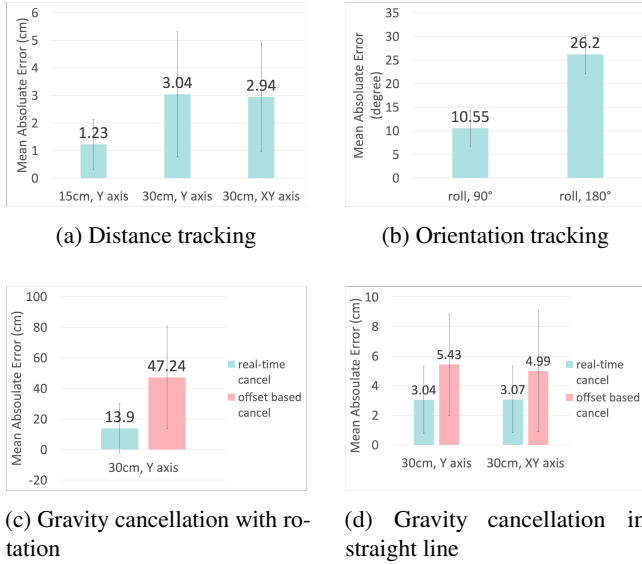 Mean Absoluate Error (cm)
6
5
4
3
2
1
0
1.23
3.04
2.94
15cm, Y axis
30cm, Y axis
30cm, XY axis
(a) Distance tracking
Mean Absoluate Error
(degree)
35
30
25
20
15
10
5
0
10.55
26.2
roll, 90°
roll, 180°
(b) Orientation tracking
Mean Absoulate Error (cm)
100
80
60
40
20
0
-20
13.9
47.24
30cm, Y axis
real-time
cancel
offset based
cancel
(c) Gravity cancellation with ro-
tation
Mean Absoulate Error (cm)
10
8
6
4
2
0
3.04
5.43
3.07
4.99
30cm, Y axis
30cm, XY axis
real-time
cancel
offset based
cancel
(d) Gravity cancellation in
straight line